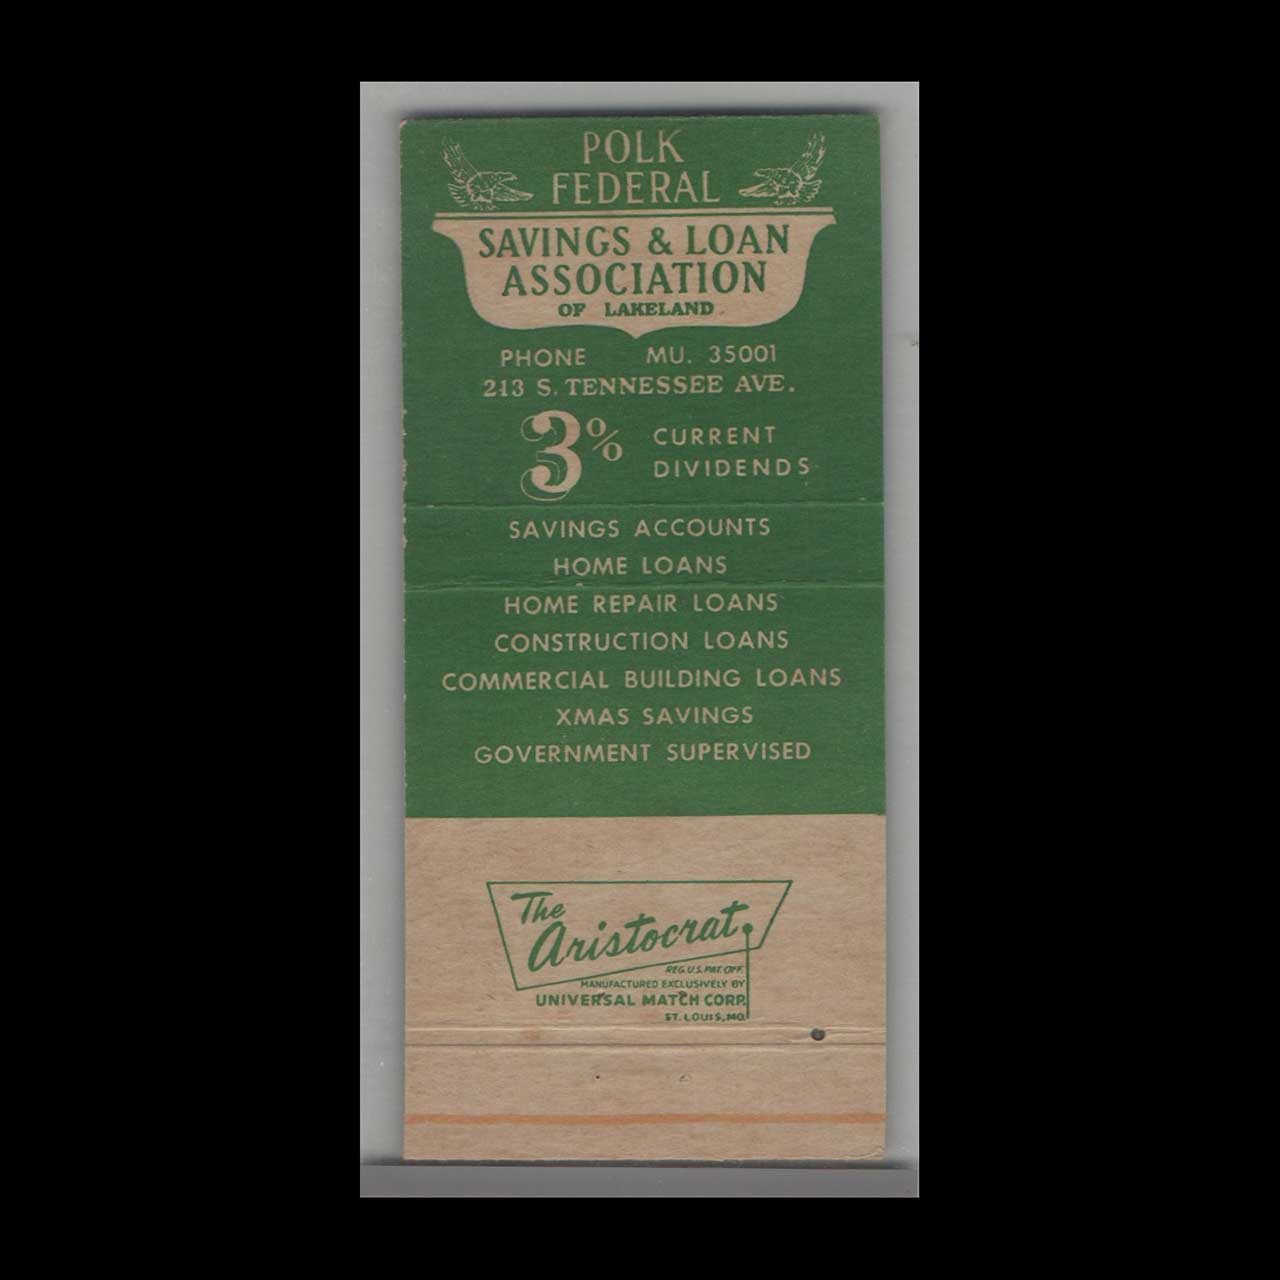 POLK
FEDERAL
SAVINGS & LOAN
ASSOCIATION
OF LAKELAND
PHONE MU. 35001
213 S. TENNESSEE AVE.
3% CURRENT
DIVIDENDS
SAVINGS ACCOUNTS
HOME LOANS
HOME REPAIR LOANS
CONSTRUCTION LOANS
COMMERCIAL BUILDING LOANS
XMAS SAVINGS
GOVERNMENT SUPERVISED
The
Aristocrat
REG. U.S. PAT. OFF.
MANUFACTURED EXCLUSIVELY BY
UNIVERSAL MATCH CORP.
ST. LOUIS, MO.